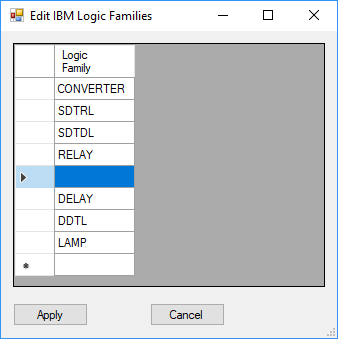 Edit IBM Logic Families
Logic
Family
CONVERTER
SDTRL
SDTDL
RELAY
DELAY
DDTL
LAMP
Apply
Cancel